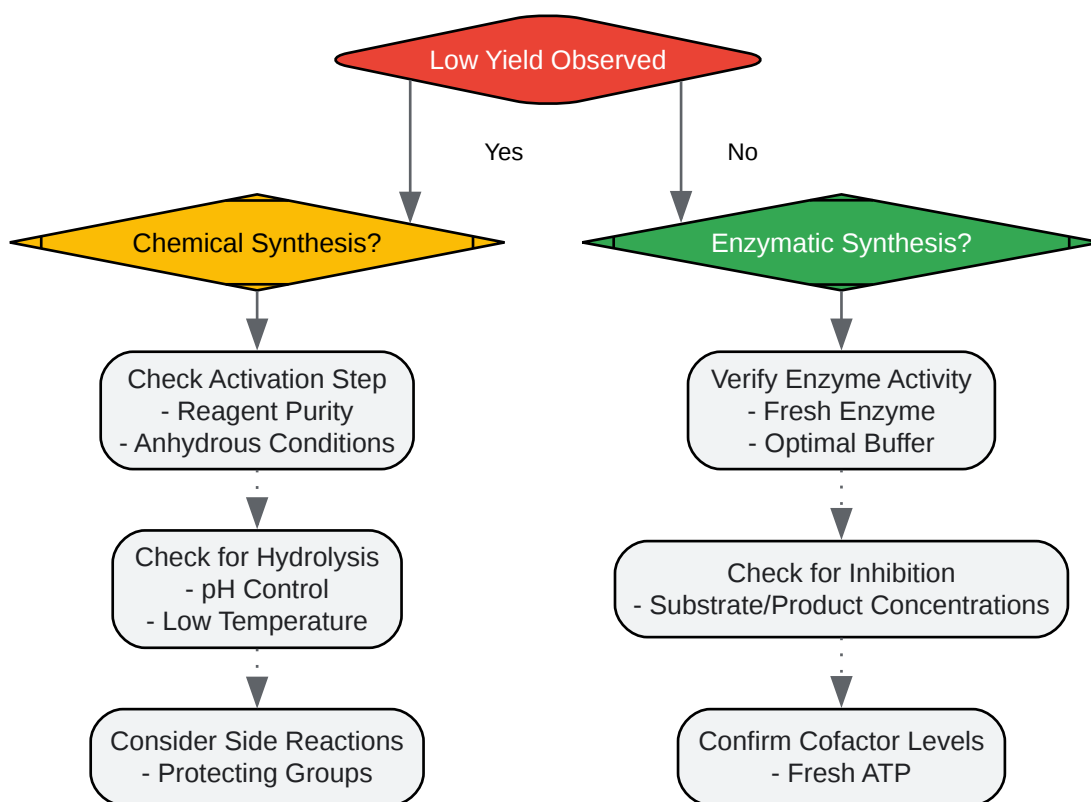 Low Yield Observed
Yes
No
Chemical Synthesis?
Enzymatic Synthesis?
Check Activation Step
- Reagent Purity
- Anhydrous Conditions
Verify Enzyme Activity
- Fresh Enzyme
- Optimal Buffer
Check for Hydrolysis
- pH Control
- Low Temperature
Check for Inhibition
- Substrate/Product Concentrations
Consider Side Reactions
- Protecting Groups
Confirm Cofactor Levels
- Fresh ATP